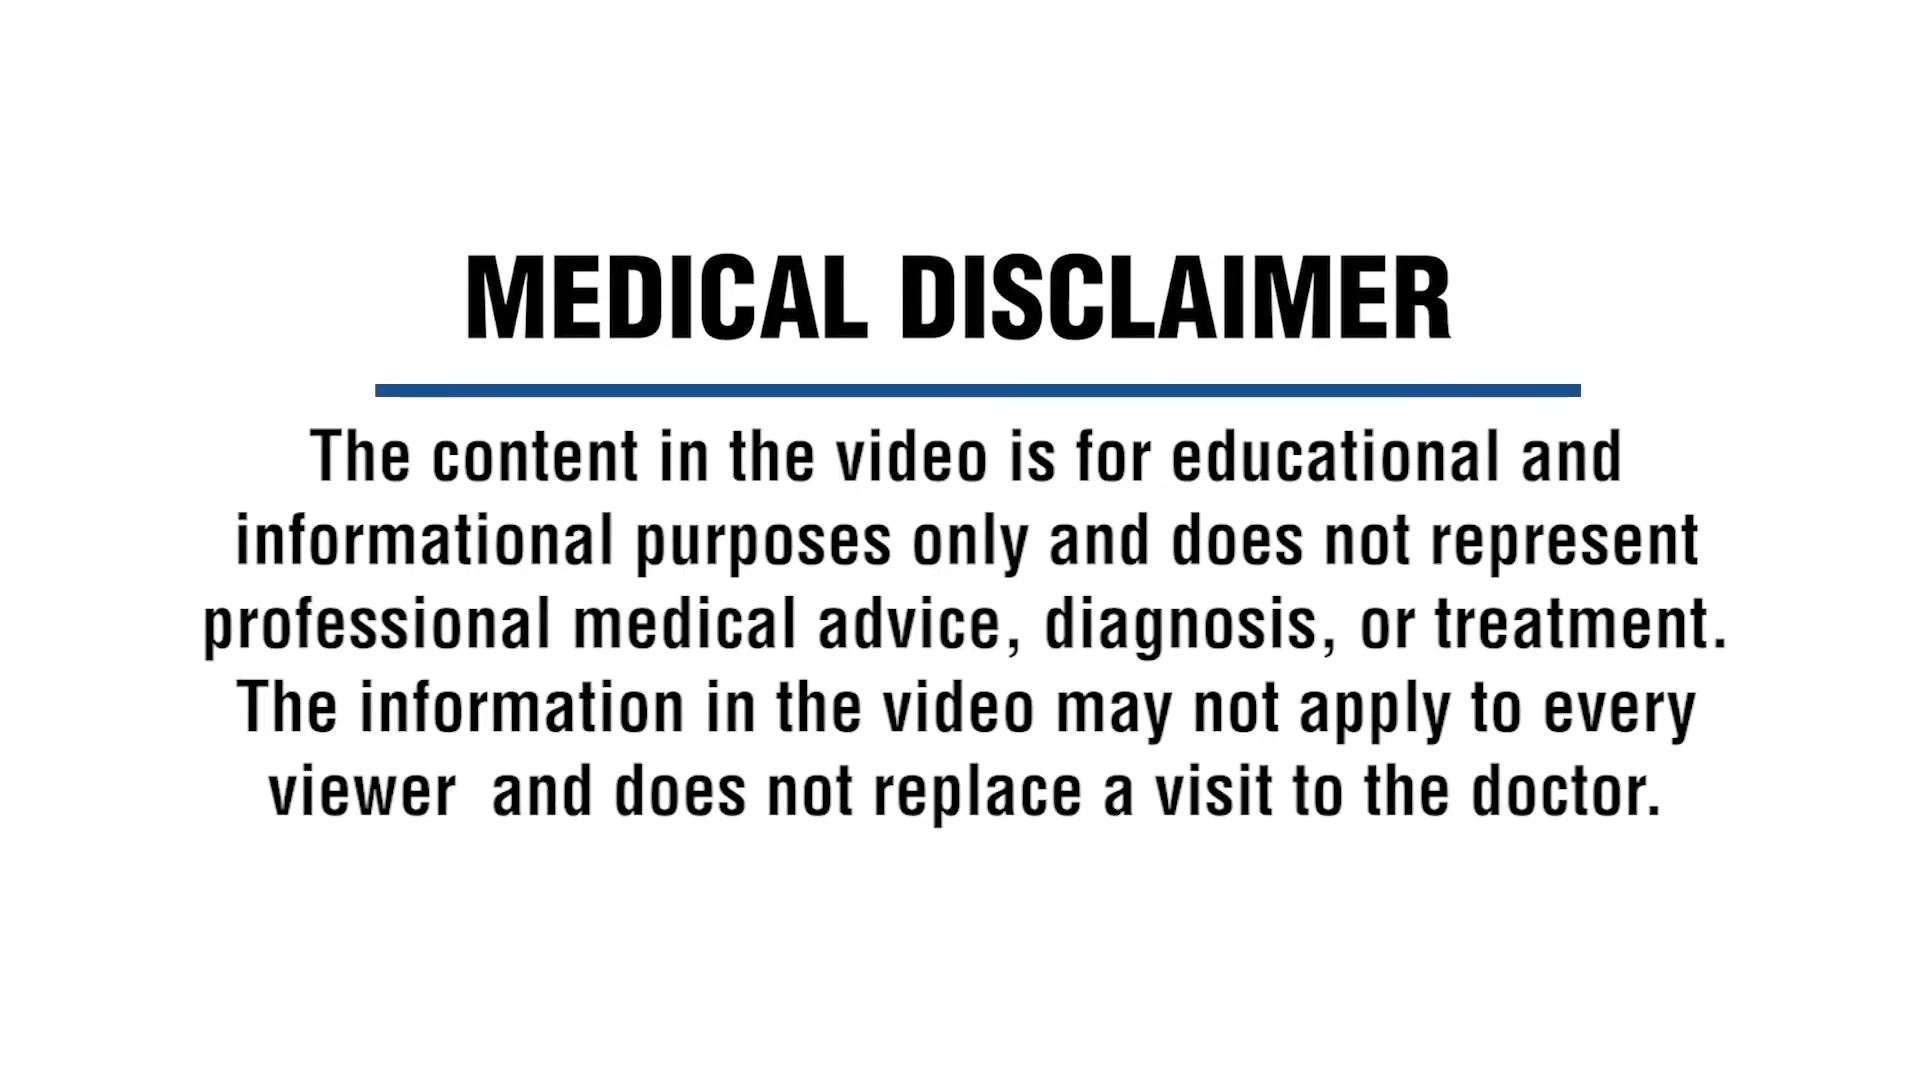 MEDICAL DISCLAIMER
The content in the video is for educational and
informational purposes only and does not represent
professional medical advice, diagnosis, or treatment.
The information in the video may not apply to every
viewer  and does not replace a visit to the doctor.